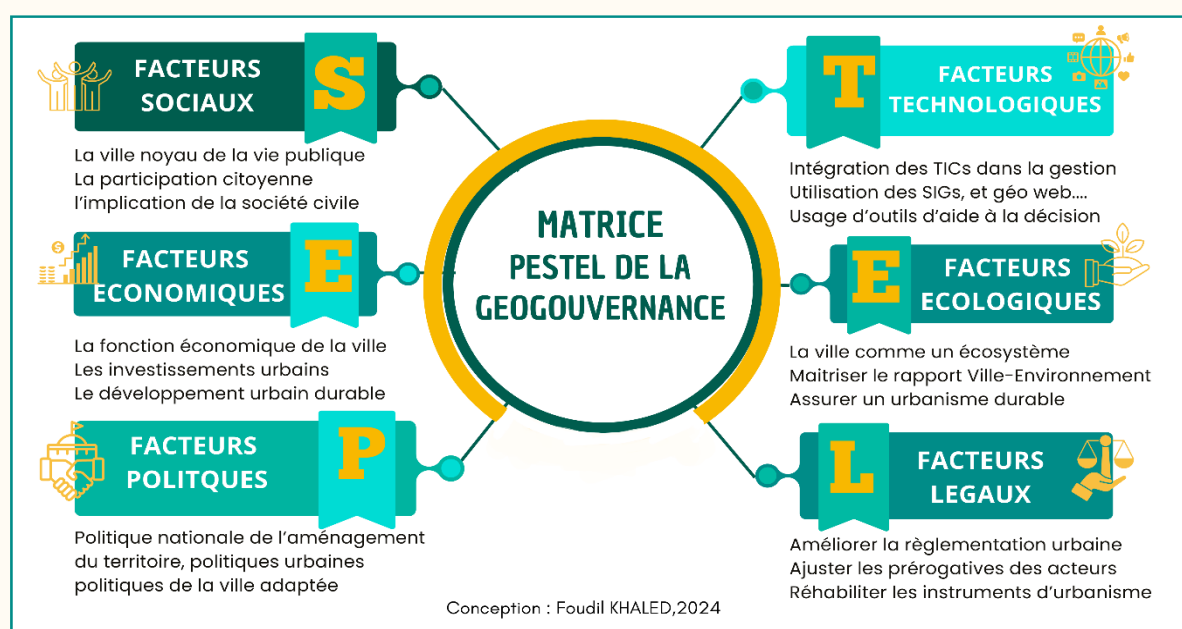 FACTEURS
SOCIAUX
S
La ville noyau de la vie publique
La participation citoyenne
l’implication de la société civile
FACTEURS
ECONOMIQUES
E
La fonction économique de la ville
Les investissements urbains
Le développement urbain durable
FACTEURS
POLITQUES
P
Politique nationale de l’aménagement
du territoire, politiques urbaines
politiques de la ville adaptée
MATRICE
PESTEL DE LA
GEOGOUVERNANCE
T
FACTEURS
TECHNOLOGIQUES
Intégration des TICs dans la gestion
Utilisation des SIGs, et géo web....
Usage d’outils d’aide à la décision
E
FACTEURS
ECOLOGIQUES
La ville comme un écosystème
Maitriser le rapport Ville-Environnement
Assurer un urbanisme durable
L
FACTEURS
LEGAUX
Améliorer la règlementation urbaine
Ajuster les prérogatives des acteurs
Réhabiliter les instruments d’urbanisme
Conception : Foudil KHALED,2024